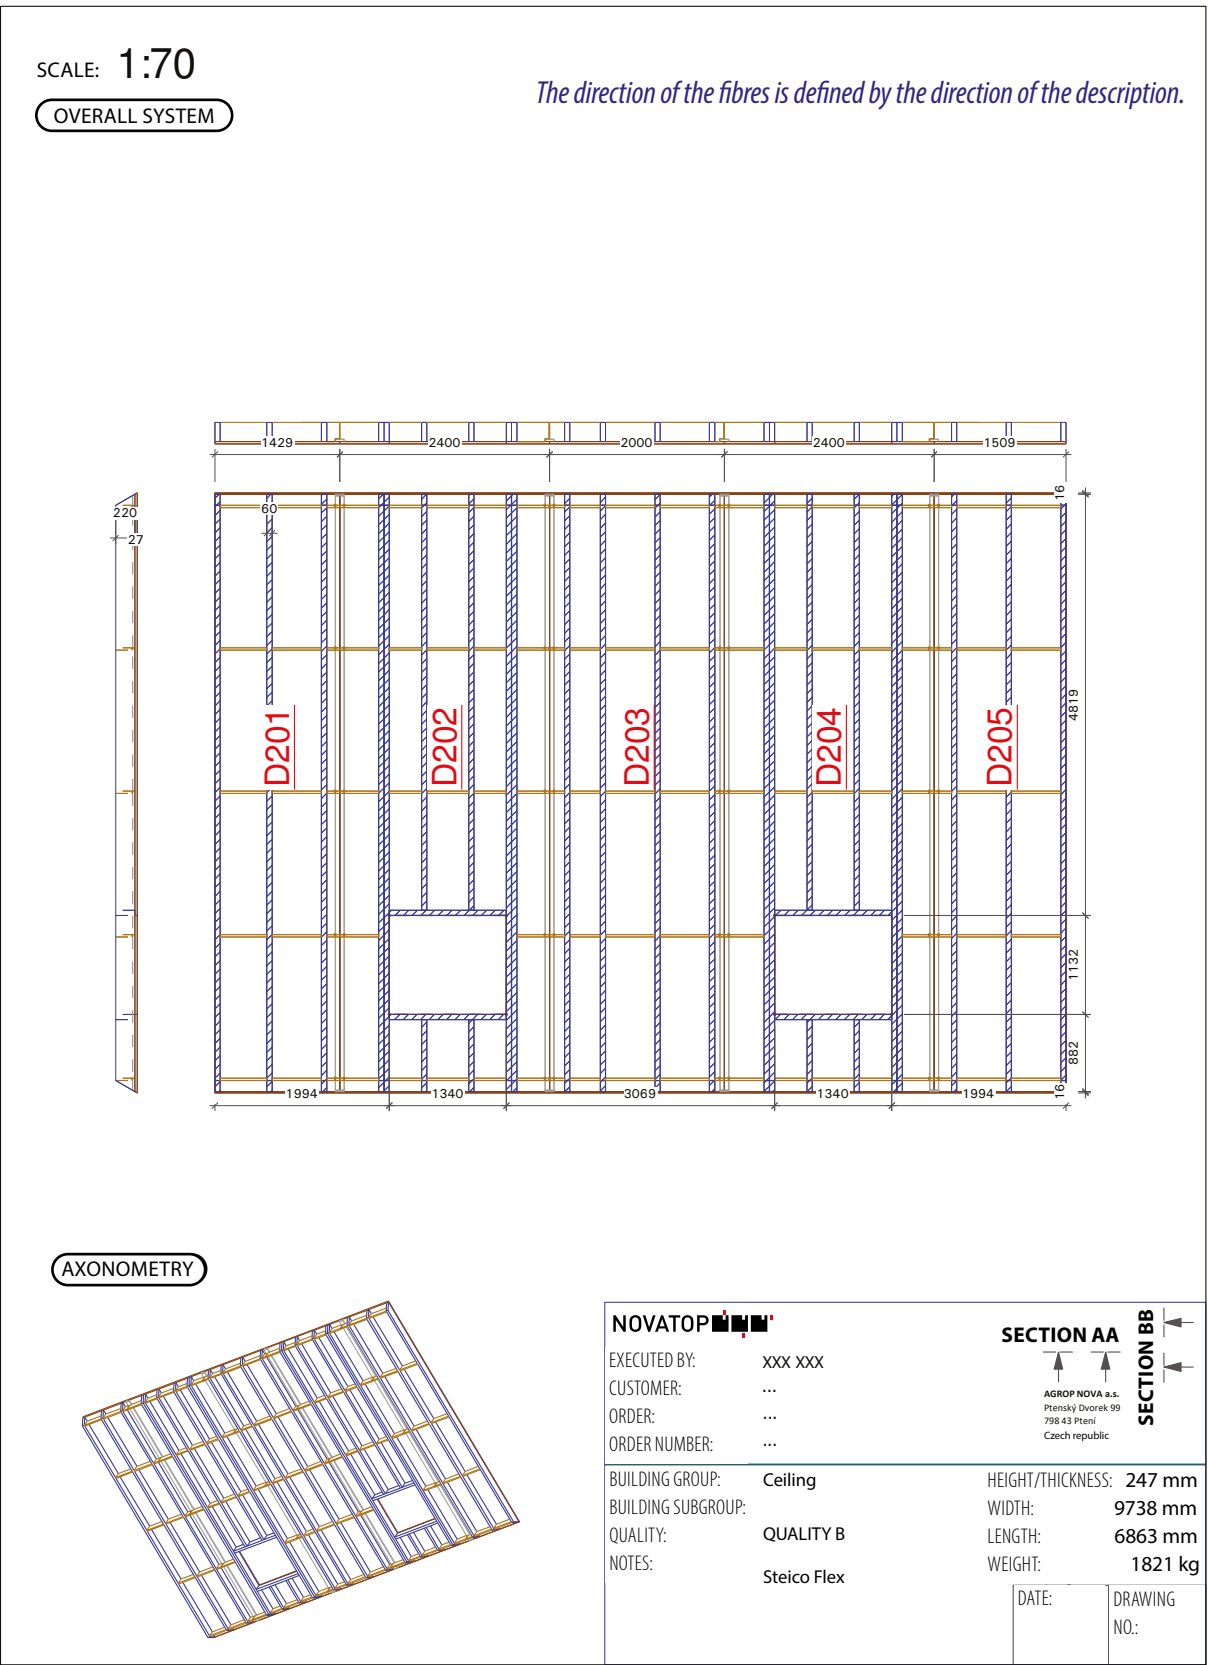 SCALE: 1:70
OVERALL SYSTEM
The direction of the fibres is defined by the direction of the description.
1429 2400 2000 2400 1509
16
220
60
27
4819
D201 D202 D203 D204 D205
1132
882
16
1994 1340 3069 1340 1994
AXONOMETRY
NOVATOP
SECTION AA
SECTION BB
EXECUTED BY: XXX XXX
CUSTOMER: ...
ORDER: ...
ORDER NUMBER: ...
AGROP NOVA a.s.
Ptenský Dvorek 99
798 43 Ptení
Czech republic
BUILDING GROUP: Ceiling
BUILDING SUBGROUP:
QUALITY: QUALITY B
NOTES:
Steico Flex
HEIGHT/THICKNESS: 247 mm
WIDTH: 9738 mm
LENGTH: 6863 mm
WEIGHT: 1821 kg
DATE:
DRAWING
NO.: